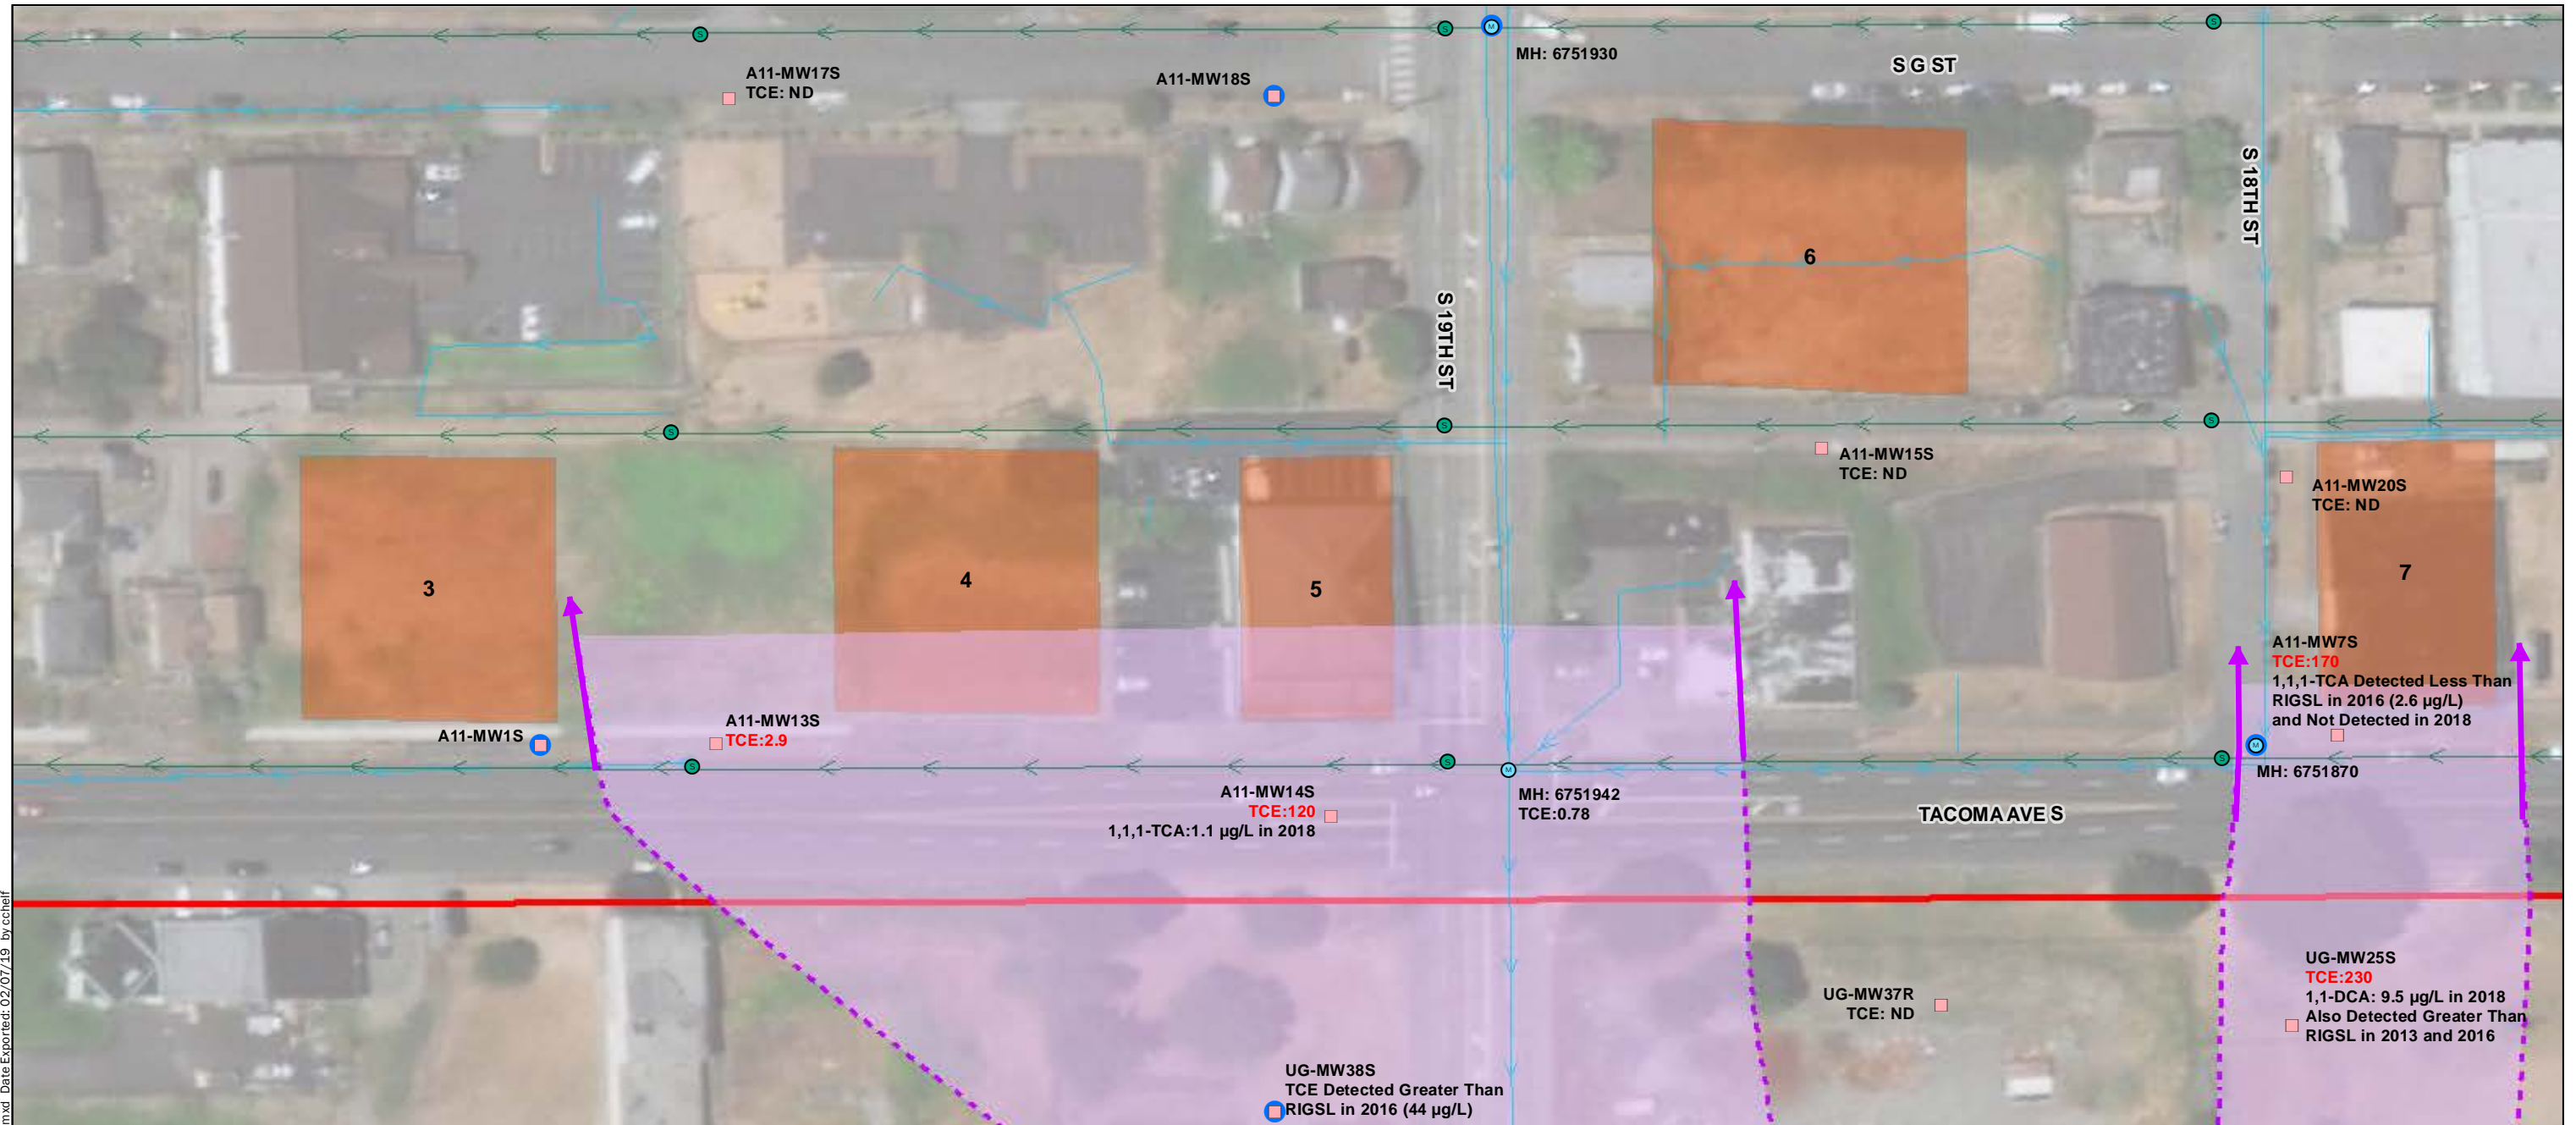 MH: 6751930
S G ST
A11-MW17S
TCE: ND
A11-MW18S
S 18TH ST
6
S 19TH ST
A11-MW15S
TCE: ND
A11-MW20S
TCE: ND
3
4
5
7
A11-MW7S
TCE:170
1,1,1-TCA Detected Less Than
RIGSL in 2016 (2.6 µg/L)
and Not Detected in 2018
A11-MW1S
A11-MW13S
TCE:2.9
MH: 6751870
A11-MW14S
TCE:120
1,1,1-TCA:1.1 µg/L in 2018
MH: 6751942
TCE:0.78
TACOMA AVE S
UG-MW25S
TCE:230
1,1-DCA: 9.5 µg/L in 2018
Also Detected Greater Than
RIGSL in 2013 and 2016
UG-MW37R
TCE: ND
UG-MW38S
TCE Detected Greater Than
RIGSL in 2016 (44 µg/L)
mxd Date Exported: 02/07/19 by cchelf
S
S
M
S
S
S
S
S
S
M
S
M